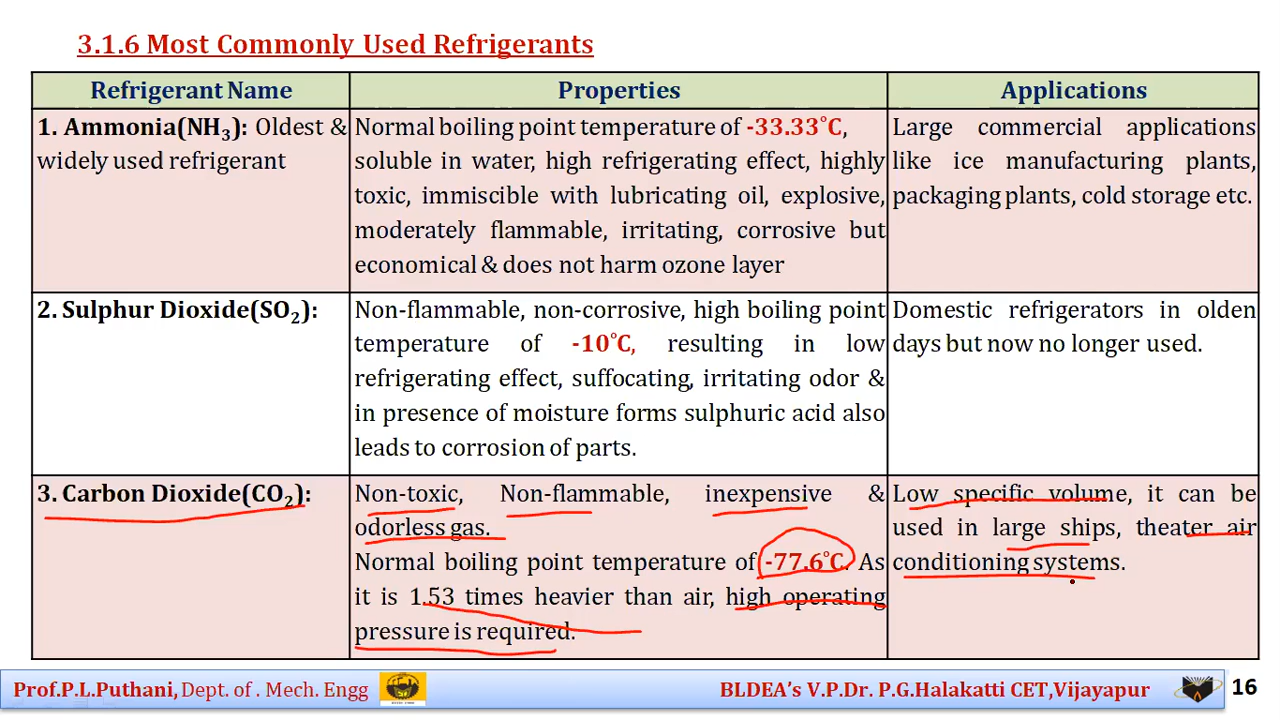 3.1.6 Most Commonly Used Refrigerants
Refrigerant Name
Properties
Applications
1. Ammonia(NH₃): Oldest &
widely used refrigerant
Normal boiling point temperature of -33.33°C,
soluble in water, high refrigerating effect, highly
toxic, immiscible with lubricating oil, explosive,
moderately flammable, irritating, corrosive but
economical & does not harm ozone layer
Large commercial applications
like ice manufacturing plants,
packaging plants, cold storage etc.
2. Sulphur Dioxide(SO₂):
Non-flammable, non-corrosive, high boiling point
temperature of -10°C, resulting in low
refrigerating effect, suffocating, irritating odor &
in presence of moisture forms sulphuric acid also
leads to corrosion of parts.
Domestic refrigerators in olden
days but now no longer used.
3. Carbon Dioxide(CO₂):
Non-toxic, Non-flammable, inexpensive &
odorless gas.
Normal boiling point temperature of -77.6°C. As
it is 1.53 times heavier than air, high operating
pressure is required.
Low specific volume, it can be
used in large ships, theater air
conditioning systems.
Prof.P.L.Puthani, Dept. of . Mech. Engg
BLDEA's V.P.Dr. P.G.Halakatti CET,Vijayapur
16